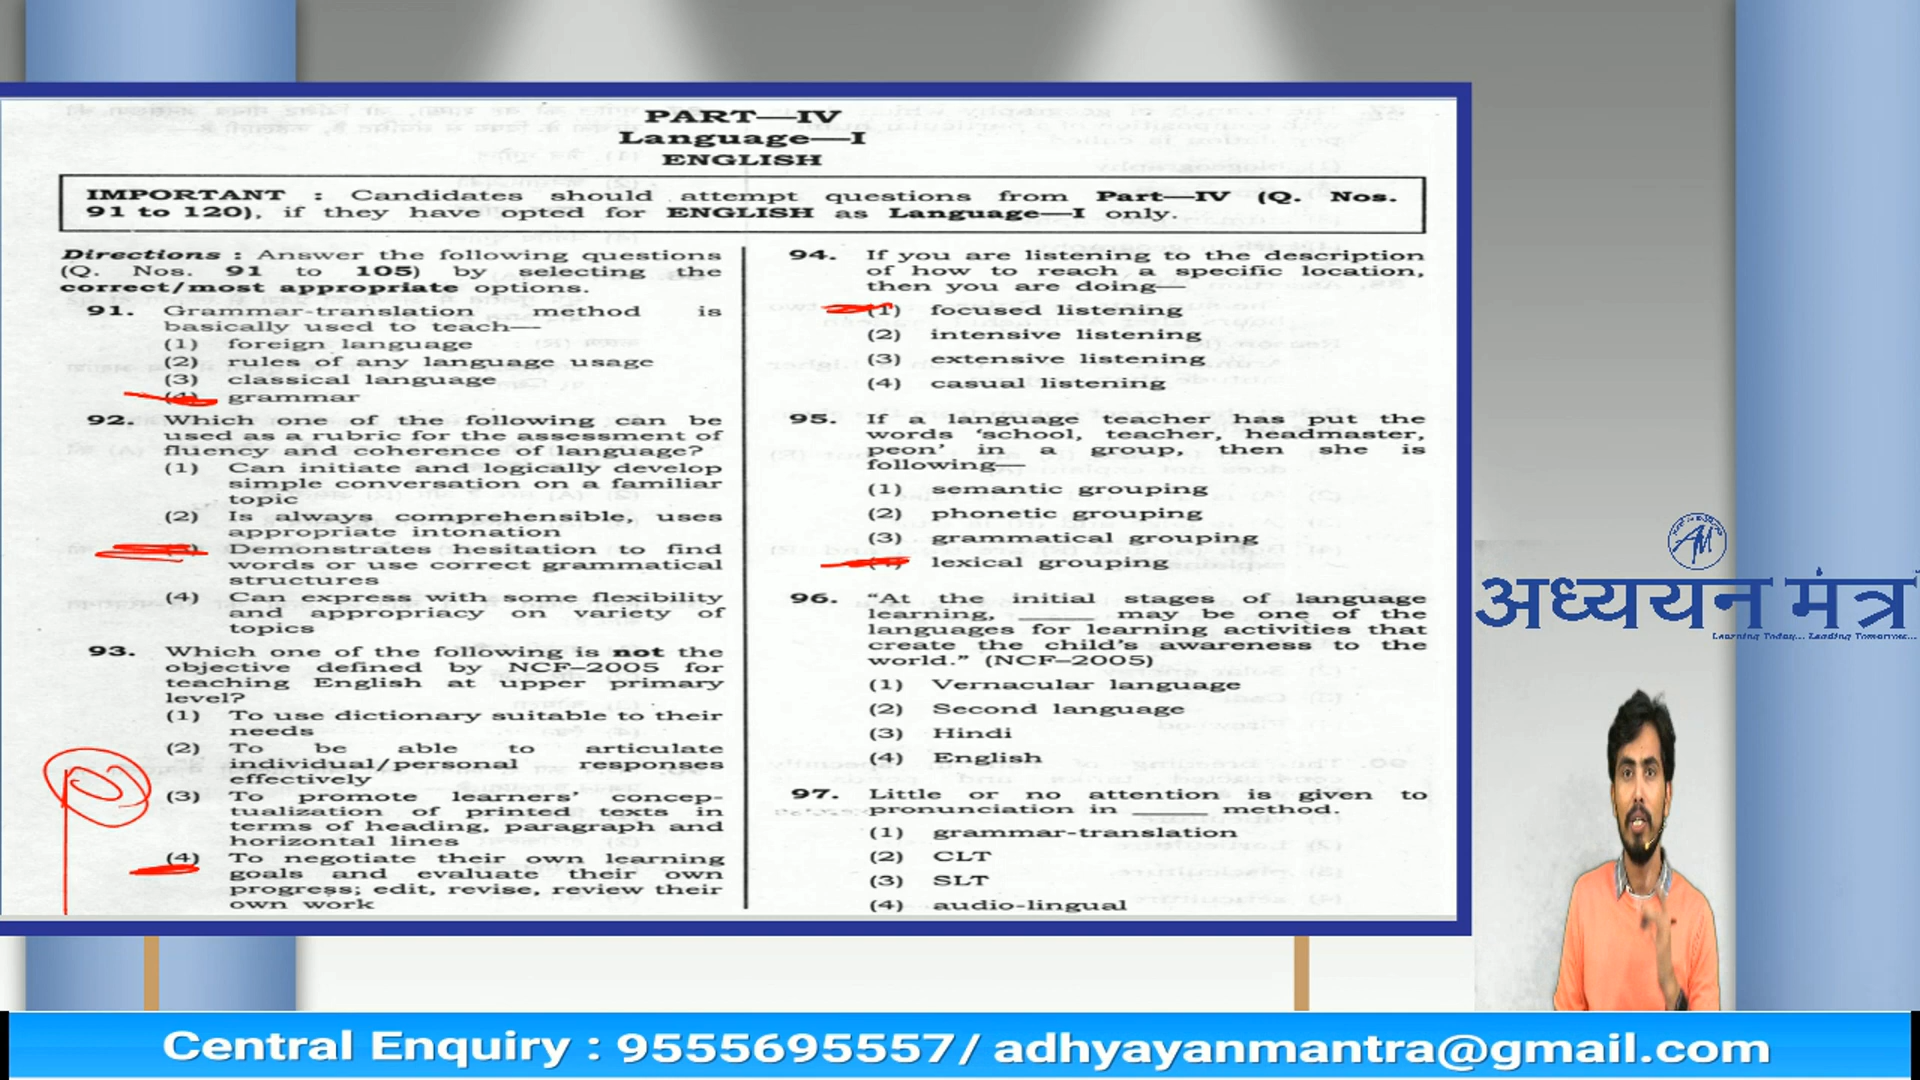 PART—IV
Language—I
ENGLISH
IMPORTANT : Candidates should attempt questions from Part—IV (Q. Nos.
91 to 120), if they have opted for ENGLISH as Language—I only.
Directions : Answer the following questions
(Q. Nos. 91 to 105) by selecting the
correct/most appropriate options.
91. Grammar-translation method is
basically used to teach—
(1) foreign language
(2) rules of any language usage
(3) classical language
(4) grammar
92. Which one of the following can be
used as a rubric for the assessment of
fluency and coherence of language?
(1) Can initiate and logically develop
simple conversation on a familiar
topic
(2) Is always comprehensible, uses
appropriate intonation
Demonstrates hesitation to find
words or use correct grammatical
structures
(4) Can express with some flexibility
and appropriacy on variety of
topics
93. Which one of the following is not the
objective defined by NCF–2005 for
teaching English at upper primary
level?
(1) To use dictionary suitable to their
needs
(2) To be able to articulate
individual/personal responses
effectively
(3) To promote learners' concep-
tualization of printed texts in
terms of heading, paragraph and
horizontal lines
(4) To negotiate their own learning
goals and evaluate their own
progress; edit, revise, review their
own work
94. If you are listening to the description
of how to reach a specific location,
then you are doing—
(1) focused listening
(2) intensive listening
(3) extensive listening
(4) casual listening
95. If a language teacher has put the
words 'school, teacher, headmaster,
peon' in a group, then she is
following—
(1) semantic grouping
(2) phonetic grouping
(3) grammatical grouping
lexical grouping
96. "At the initial stages of language
learning, _____ may be one of the
languages for learning activities that
create the child's awareness to the
world." (NCF–2005)
(1) Vernacular language
(2) Second language
(3) Hindi
(4) English
97. Little or no attention is given to
pronunciation in _____ method.
(1) grammar-translation
(2) CLT
(3) SLT
(4) audio-lingual
AM
अध्ययन मंत्र
Learning Today... Leading Tomorrow...
Central Enquiry : 9555695557/ adhyayanmantra@gmail.com